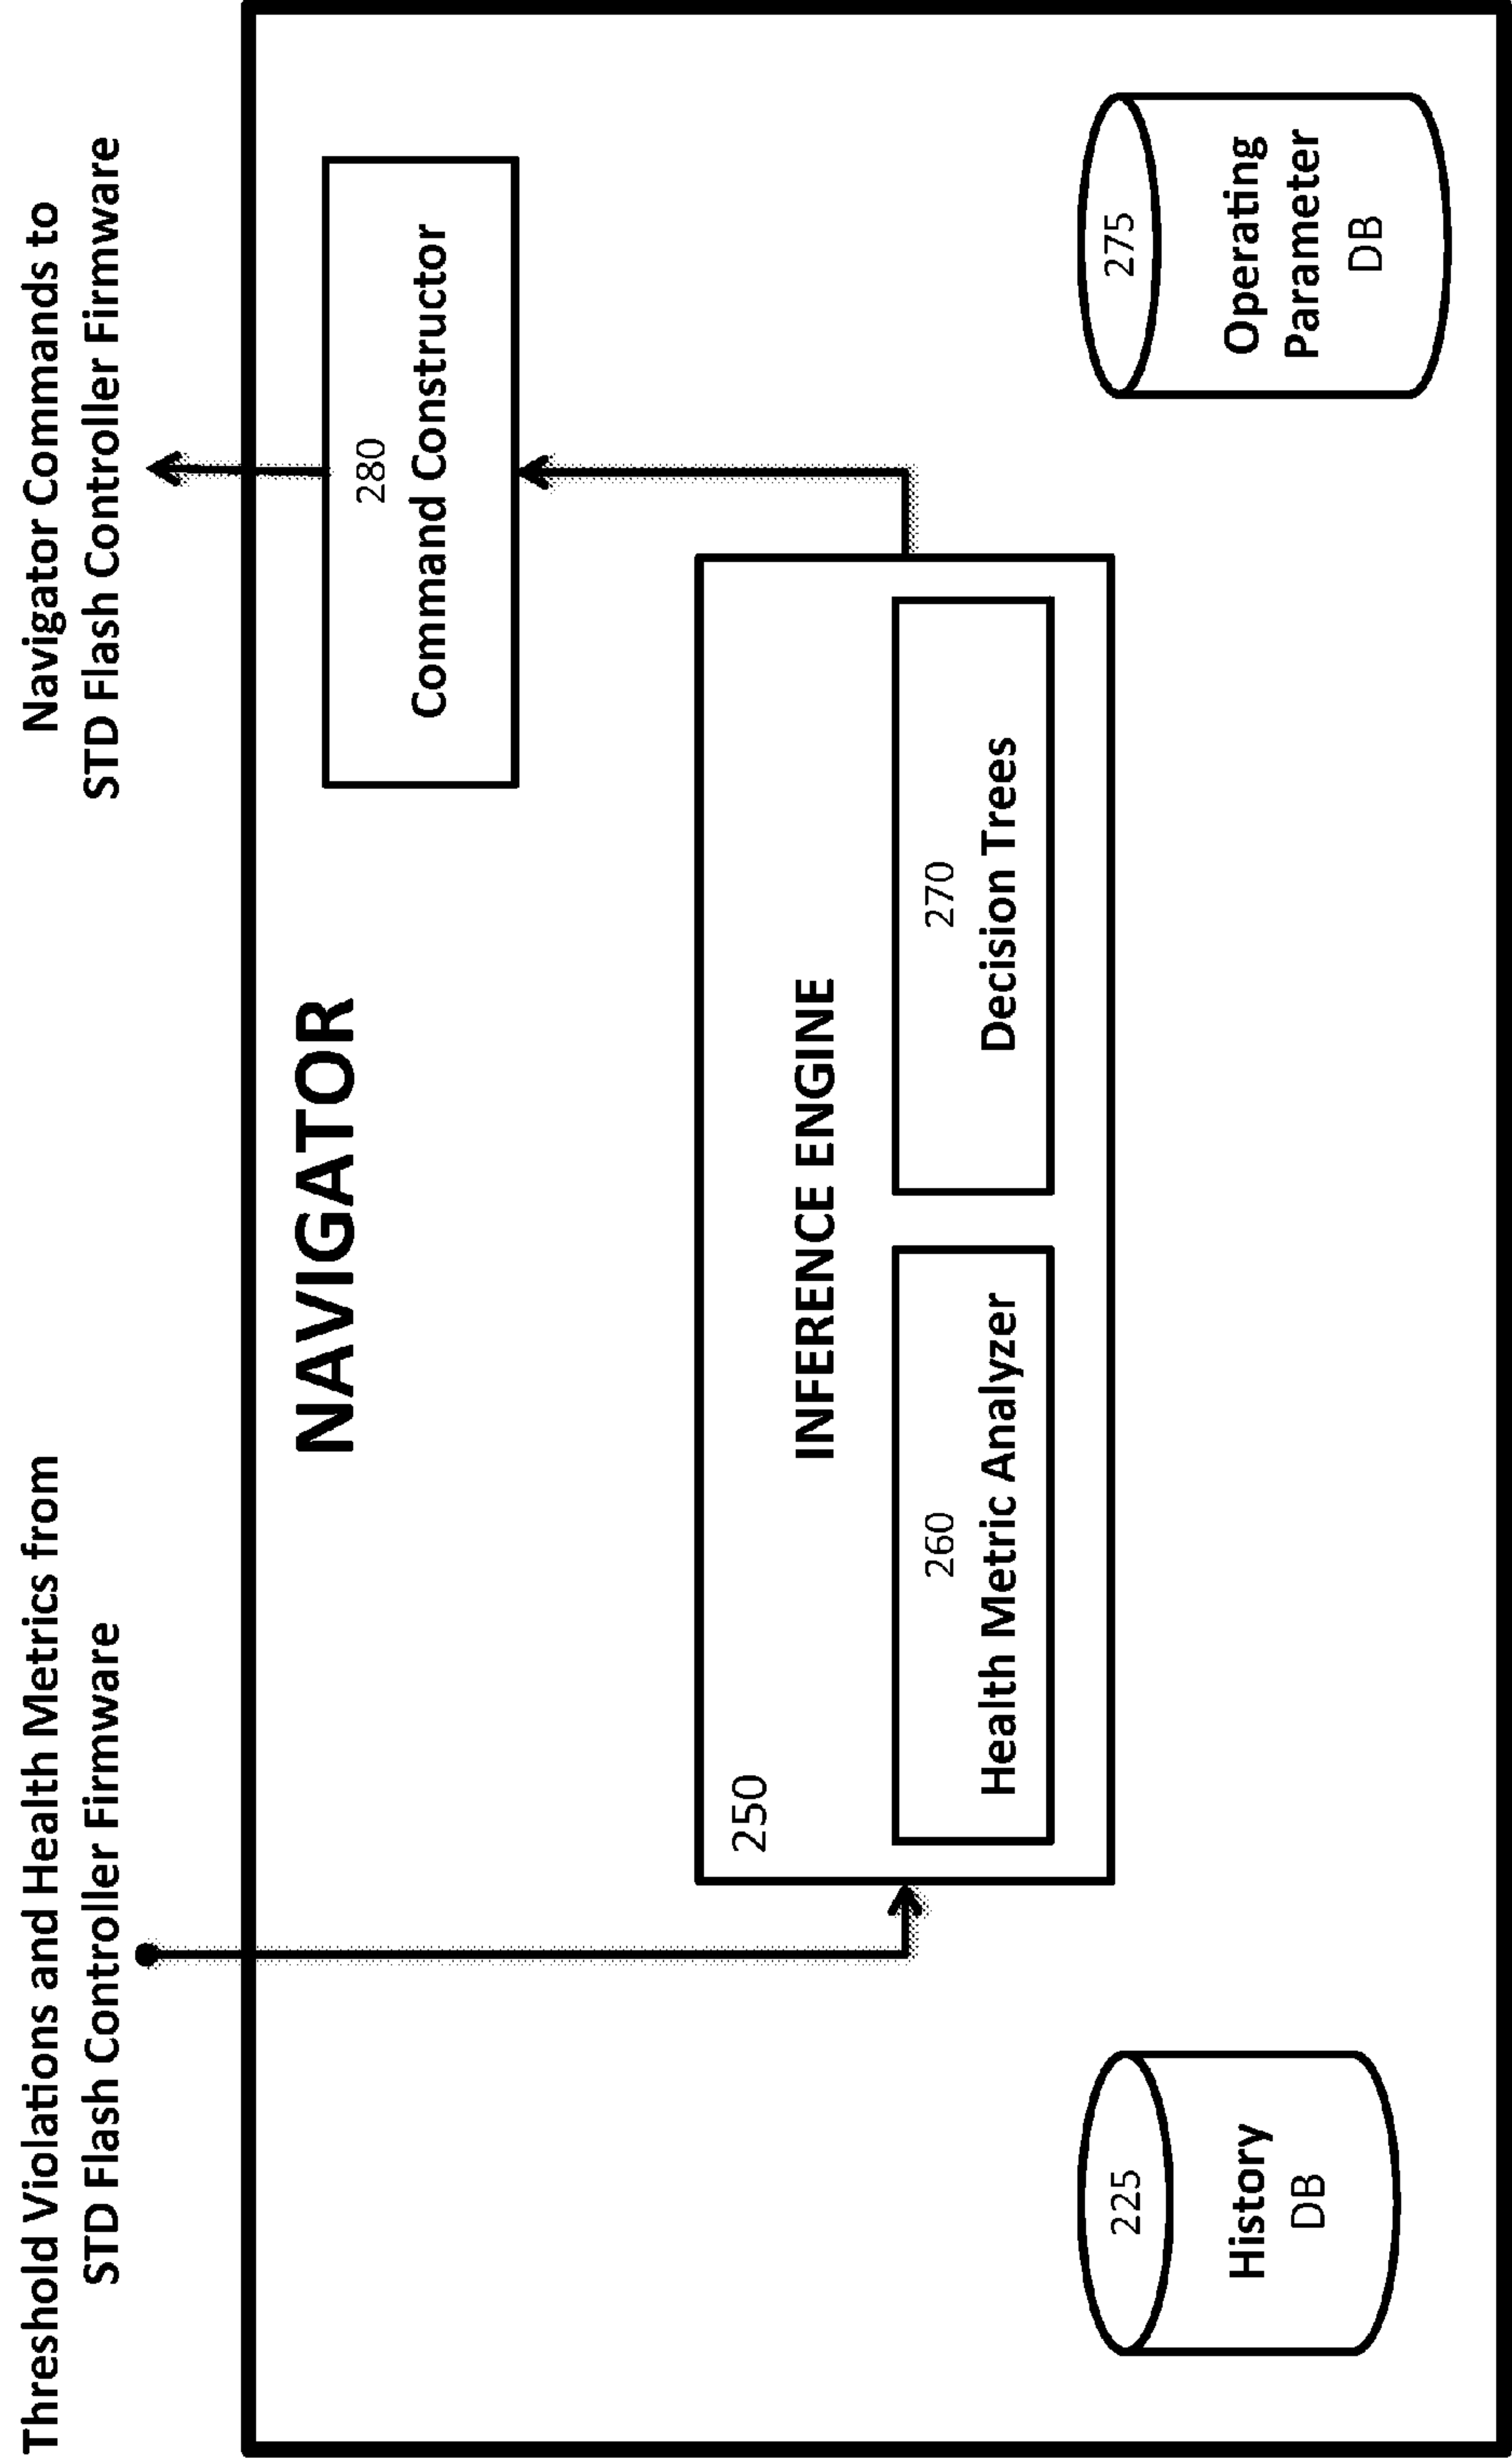 Threshold Violations and Health Metrics from
STD Flash Controller Firmware
Navigator Commands to
STD Flash Controller Firmware
NAVIGATOR
280
Command Constructor
250
INFERENCE ENGINE
260
Health Metric Analyzer
270
Decision Trees
225
History
DB
275
Operating
Parameter
DB